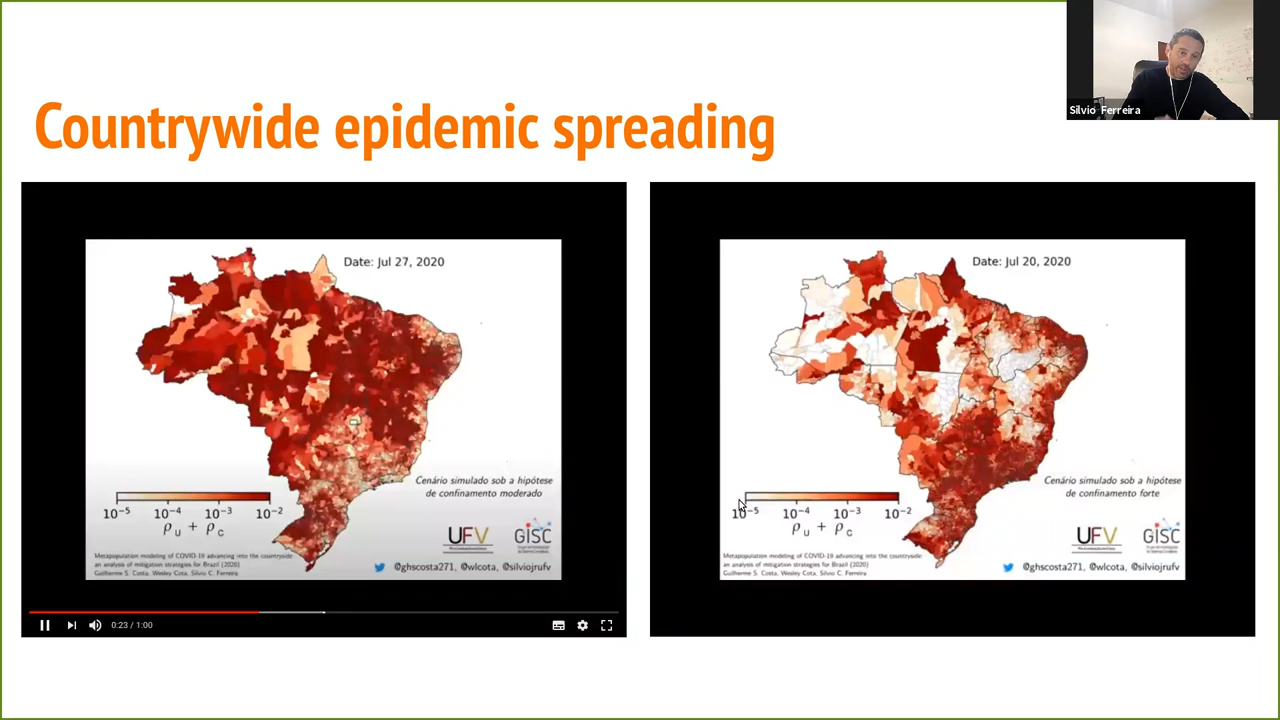 Silvio Ferreira
Countrywide epidemic spreading
Date: Jul 27, 2020
Cenário simulado sob a hipótese
de confinamento moderado
10⁻⁵ 10⁻⁴ 10⁻³ 10⁻²
ρ_U + ρ_C
UFV
GISC
Metapopulation modeling of COVID-19 advancing into the countryside:
an analysis of mitigation strategies for Brazil (2020)
Guilherme S. Costa, Wesley Cota, Silvio C. Ferreira
@ghscosta271, @wlcota, @silviojrufv
0:23 / 1:00
Date: Jul 20, 2020
Cenário simulado sob a hipótese
de confinamento forte
10⁻⁵ 10⁻⁴ 10⁻³ 10⁻²
ρ_U + ρ_C
UFV
GISC
Metapopulation modeling of COVID-19 advancing into the countryside:
an analysis of mitigation strategies for Brazil (2020)
Guilherme S. Costa, Wesley Cota, Silvio C. Ferreira
@ghscosta271, @wlcota, @silviojrufv